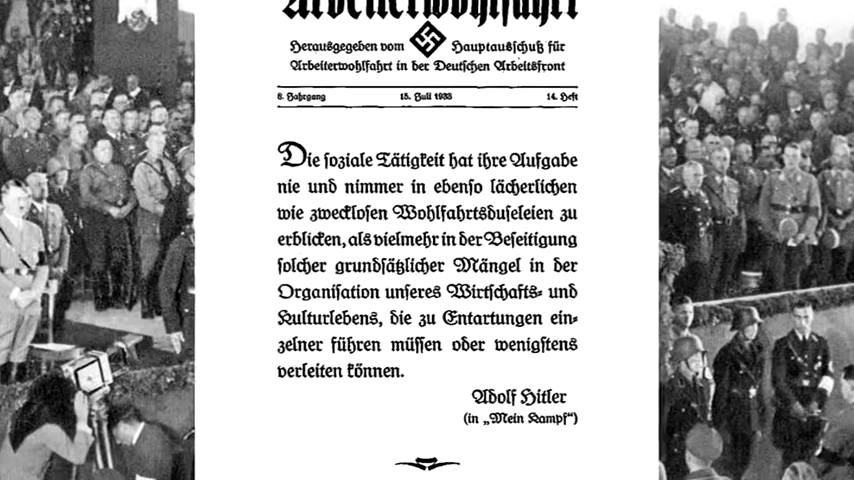 Arbeiterwohlfahrt
Herausgegeben vom Hauptausschuß für
Arbeiterwohlfahrt in der Deutschen Arbeitsfront
8. Jahrgang 15. Juli 1933 14. Heft
Die soziale Tätigkeit hat ihre Aufgabe
nie und nimmer in ebenso lächerlichen
wie zwecklosen Wohlfahrtsduseleien zu
erblicken, als vielmehr in der Beseitigung
solcher grundsätzlicher Mängel in der
Organisation unseres Wirtschafts- und
Kulturlebens, die zu Entartungen ein-
zelner führen müssen oder wenigstens
verleiten können.
Adolf Hitler
(in „Mein Kampf“)